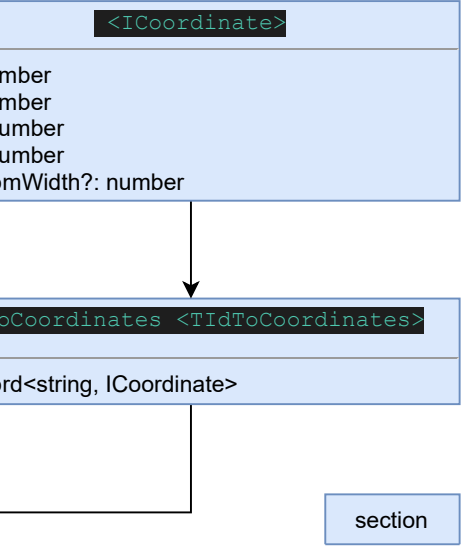 <ICoordinate>
mber
mber
umber
umber
omWidth?: number
oCoordinates <TIdToCoordinates>
rd<string, ICoordinate>
section